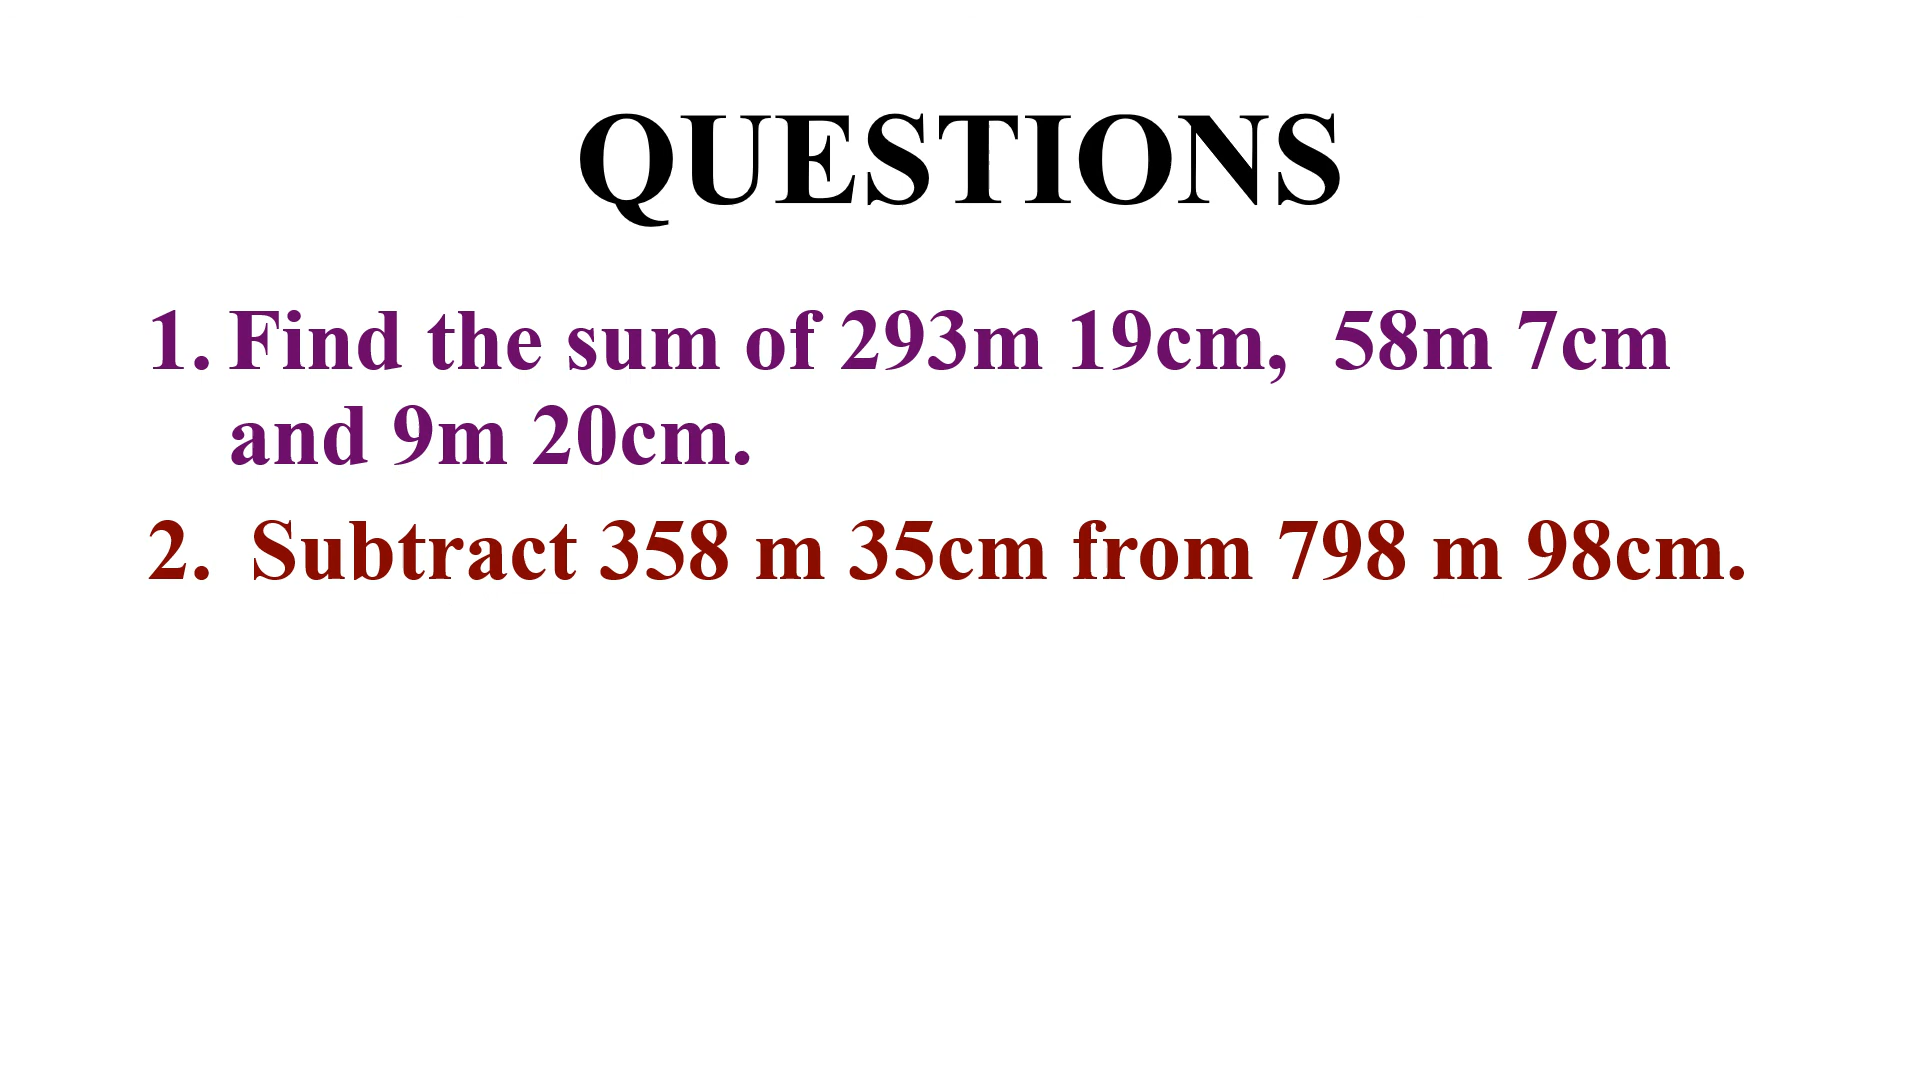 QUESTIONS
1. Find the sum of 293m 19cm,  58m 7cm
and 9m 20cm.
2.  Subtract 358 m 35cm from 798 m 98cm.